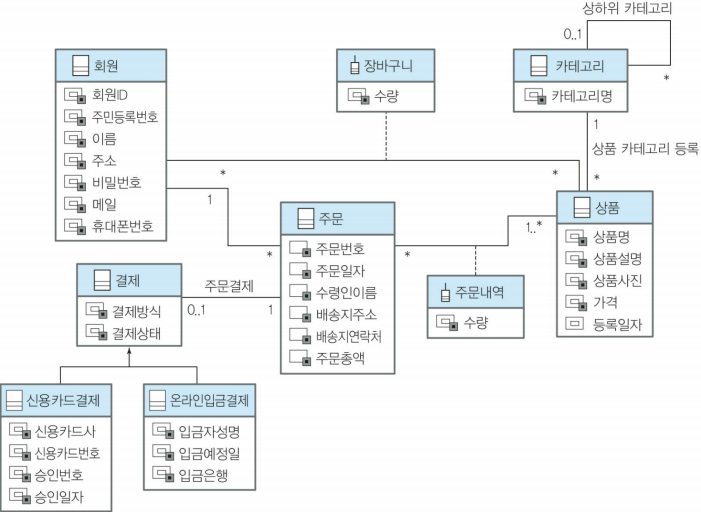 상하위 카테고리
0..1
*
회원
회원ID
주민등록번호
이름
주소
비밀번호
메일
휴대폰번호
장바구니
수량
카테고리
카테고리명
1
상품 카테고리 등록
*
*
*
1
*
주문
주문번호
주문일자
수령인이름
배송지주소
배송지연락처
주문총액
*
1..*
상품
상품명
상품설명
상품사진
가격
등록일자
주문내역
수량
결제
결제방식
결제상태
주문결제
0..1
1
신용카드결제
신용카드사
신용카드번호
승인번호
승인일자
온라인입금결제
입금자성명
입금예정일
입금은행